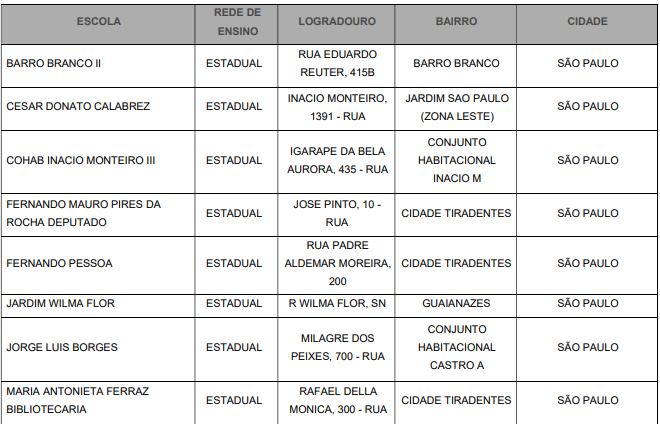 ESCOLA REDE DE ENSINO LOGRADOURO BAIRRO CIDADE
BARRO BRANCO II ESTADUAL RUA EDUARDO REUTER, 415B BARRO BRANCO SÃO PAULO
CESAR DONATO CALABREZ ESTADUAL INACIO MONTEIRO, 1391 - RUA JARDIM SAO PAULO (ZONA LESTE) SÃO PAULO
COHAB INACIO MONTEIRO III ESTADUAL IGARAPE DA BELA AURORA, 435 - RUA CONJUNTO HABITACIONAL INACIO M SÃO PAULO
FERNANDO MAURO PIRES DA ROCHA DEPUTADO ESTADUAL JOSE PINTO, 10 - RUA CIDADE TIRADENTES SÃO PAULO
FERNANDO PESSOA ESTADUAL RUA PADRE ALDEMAR MOREIRA, 200 CIDADE TIRADENTES SÃO PAULO
JARDIM WILMA FLOR ESTADUAL R WILMA FLOR, SN GUAIANAZES SÃO PAULO
JORGE LUIS BORGES ESTADUAL MILAGRE DOS PEIXES, 700 - RUA CONJUNTO HABITACIONAL CASTRO A SÃO PAULO
MARIA ANTONIETA FERRAZ BIBLIOTECARIA ESTADUAL RAFAEL DELLA MONICA, 300 - RUA CIDADE TIRADENTES SÃO PAULO